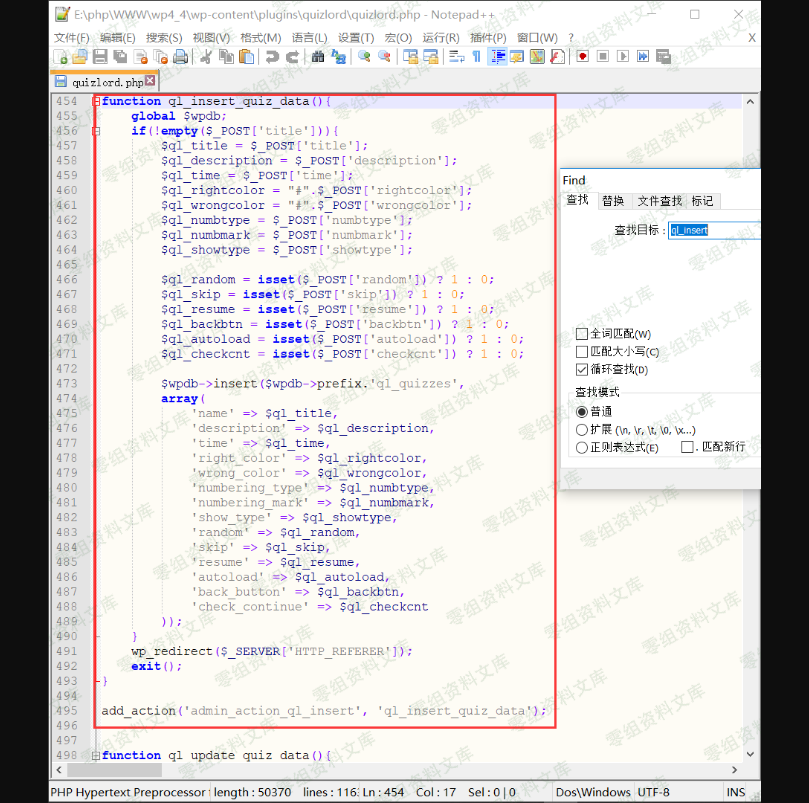 E:\php\WWW\wp4_4\wp-content\plugins\quizlord\quizlord.php - Notepad++
文件(F) 编辑(E) 搜索(S) 视图(V) 格式(M) 语言(L) 设置(T) 宏(O) 运行(R) 插件(P) 窗口(W) ? X
quizlord.php
454 function ql_insert_quiz_data(){
455 global $wpdb;
456 if(!empty($_POST['title'])){
457 $ql_title = $_POST['title'];
458 $ql_description = $_POST['description'];
459 $ql_time = $_POST['time'];
460 $ql_rightcolor = "#".$_POST['rightcolor'];
461 $ql_wrongcolor = "#".$_POST['wrongcolor'];
462 $ql_numbtype = $_POST['numbtype'];
463 $ql_numbmark = $_POST['numbmark'];
464 $ql_showtype = $_POST['showtype'];
465
466 $ql_random = isset($_POST['random']) ? 1 : 0;
467 $ql_skip = isset($_POST['skip']) ? 1 : 0;
468 $ql_resume = isset($_POST['resume']) ? 1 : 0;
469 $ql_backbtn = isset($_POST['backbtn']) ? 1 : 0;
470 $ql_autoload = isset($_POST['autoload']) ? 1 : 0;
471 $ql_checkcnt = isset($_POST['checkcnt']) ? 1 : 0;
472
473 $wpdb->insert($wpdb->prefix.'ql_quizzes',
474 array(
475 'name' => $ql_title,
476 'description' => $ql_description,
477 'time' => $ql_time,
478 'right_color' => $ql_rightcolor,
479 'wrong_color' => $ql_wrongcolor,
480 'numbering_type' => $ql_numbtype,
481 'numbering_mark' => $ql_numbmark,
482 'show_type' => $ql_showtype,
483 'random' => $ql_random,
484 'skip' => $ql_skip,
485 'resume' => $ql_resume,
486 'autoload' => $ql_autoload,
487 'back_button' => $ql_backbtn,
488 'check_continue' => $ql_checkcnt
489 ));
490 }
491 wp_redirect($_SERVER['HTTP_REFERER']);
492 exit();
493 }
494
495 add_action('admin_action_ql_insert', 'ql_insert_quiz_data');
496
497
498 function ql_update_quiz_data(){
Find
查找 替换 文件查找 标记
查找目标 : ql_insert
全词匹配(W)
匹配大小写(C)
循环查找(D)
查找模式
普通
扩展 (\n, \r, \t, \0, \x...)
正则表达式(E) . 匹配新行
PHP Hypertext Preprocessor length : 50370 lines : 116 Ln : 454 Col : 17 Sel : 0 | 0 Dos\Windows UTF-8 INS
零组资料文库